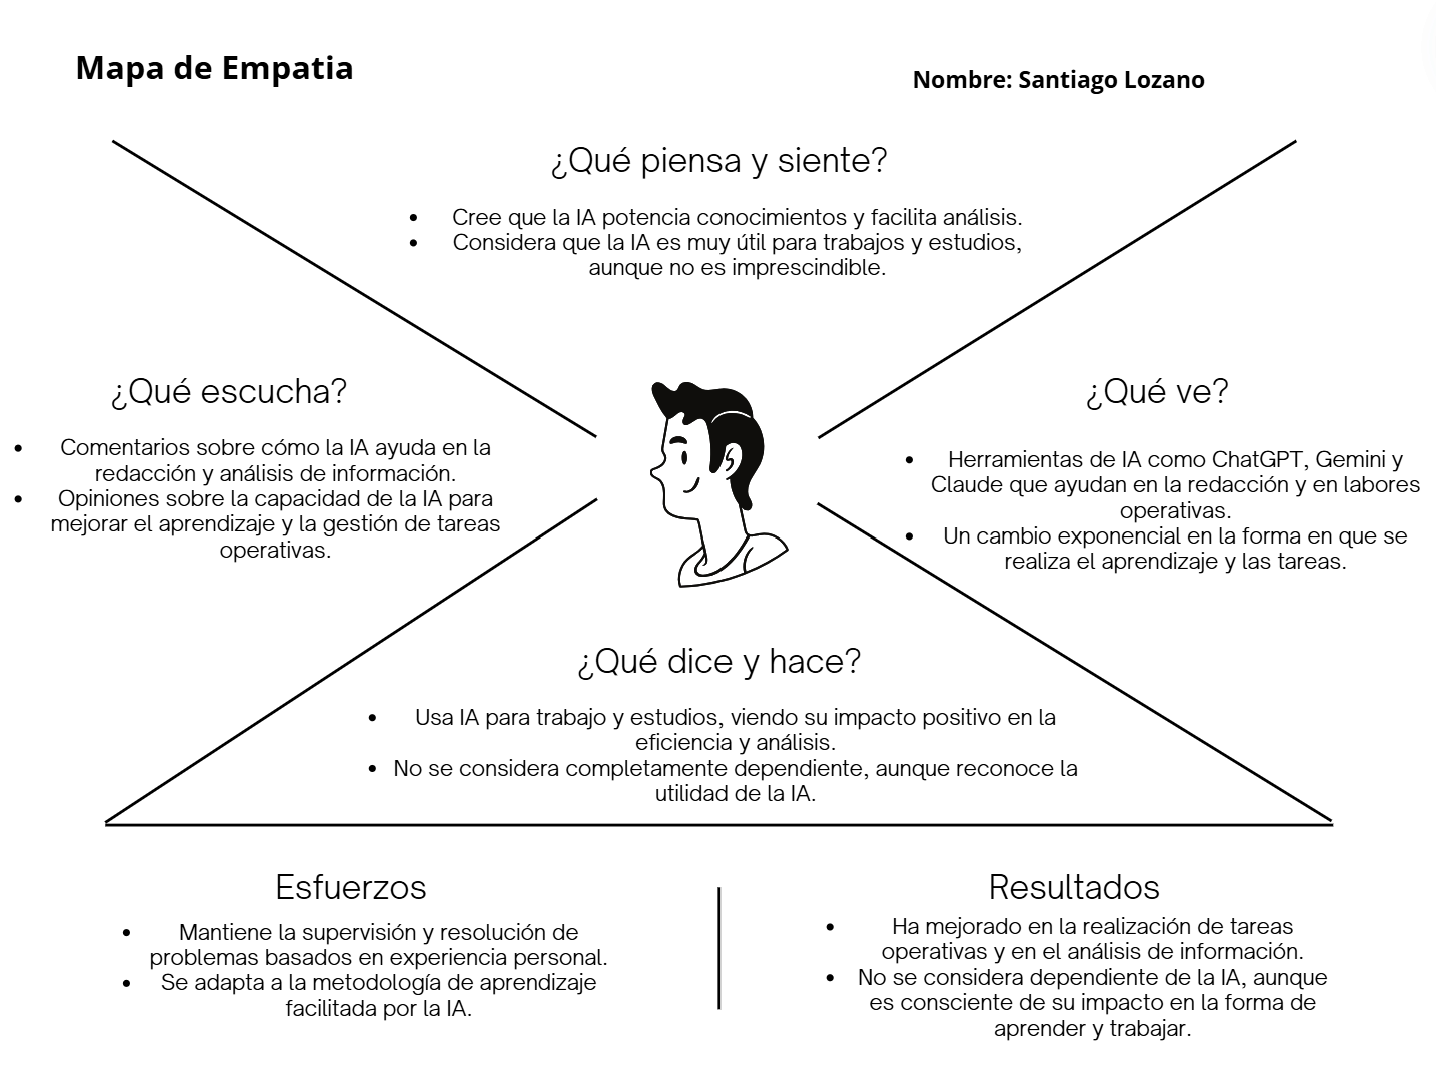 Mapa de Empatia
Nombre: Santiago Lozano
¿Qué piensa y siente?
• Cree que la IA potencia conocimientos y facilita análisis.
• Considera que la IA es muy útil para trabajos y estudios,
aunque no es imprescindible.
¿Qué escucha?
• Comentarios sobre cómo la IA ayuda en la
redacción y análisis de información.
• Opiniones sobre la capacidad de la IA para
mejorar el aprendizaje y la gestión de tareas
operativas.
¿Qué ve?
• Herramientas de IA como ChatGPT, Gemini y
Claude que ayudan en la redacción y en labores
operativas.
• Un cambio exponencial en la forma en que se
realiza el aprendizaje y las tareas.
¿Qué dice y hace?
• Usa IA para trabajo y estudios, viendo su impacto positivo en la
eficiencia y análisis.
• No se considera completamente dependiente, aunque reconoce la
utilidad de la IA.
Esfuerzos
• Mantiene la supervisión y resolución de
problemas basados en experiencia personal.
• Se adapta a la metodología de aprendizaje
facilitada por la IA.
Resultados
• Ha mejorado en la realización de tareas
operativas y en el análisis de información.
• No se considera dependiente de la IA, aunque
es consciente de su impacto en la forma de
aprender y trabajar.